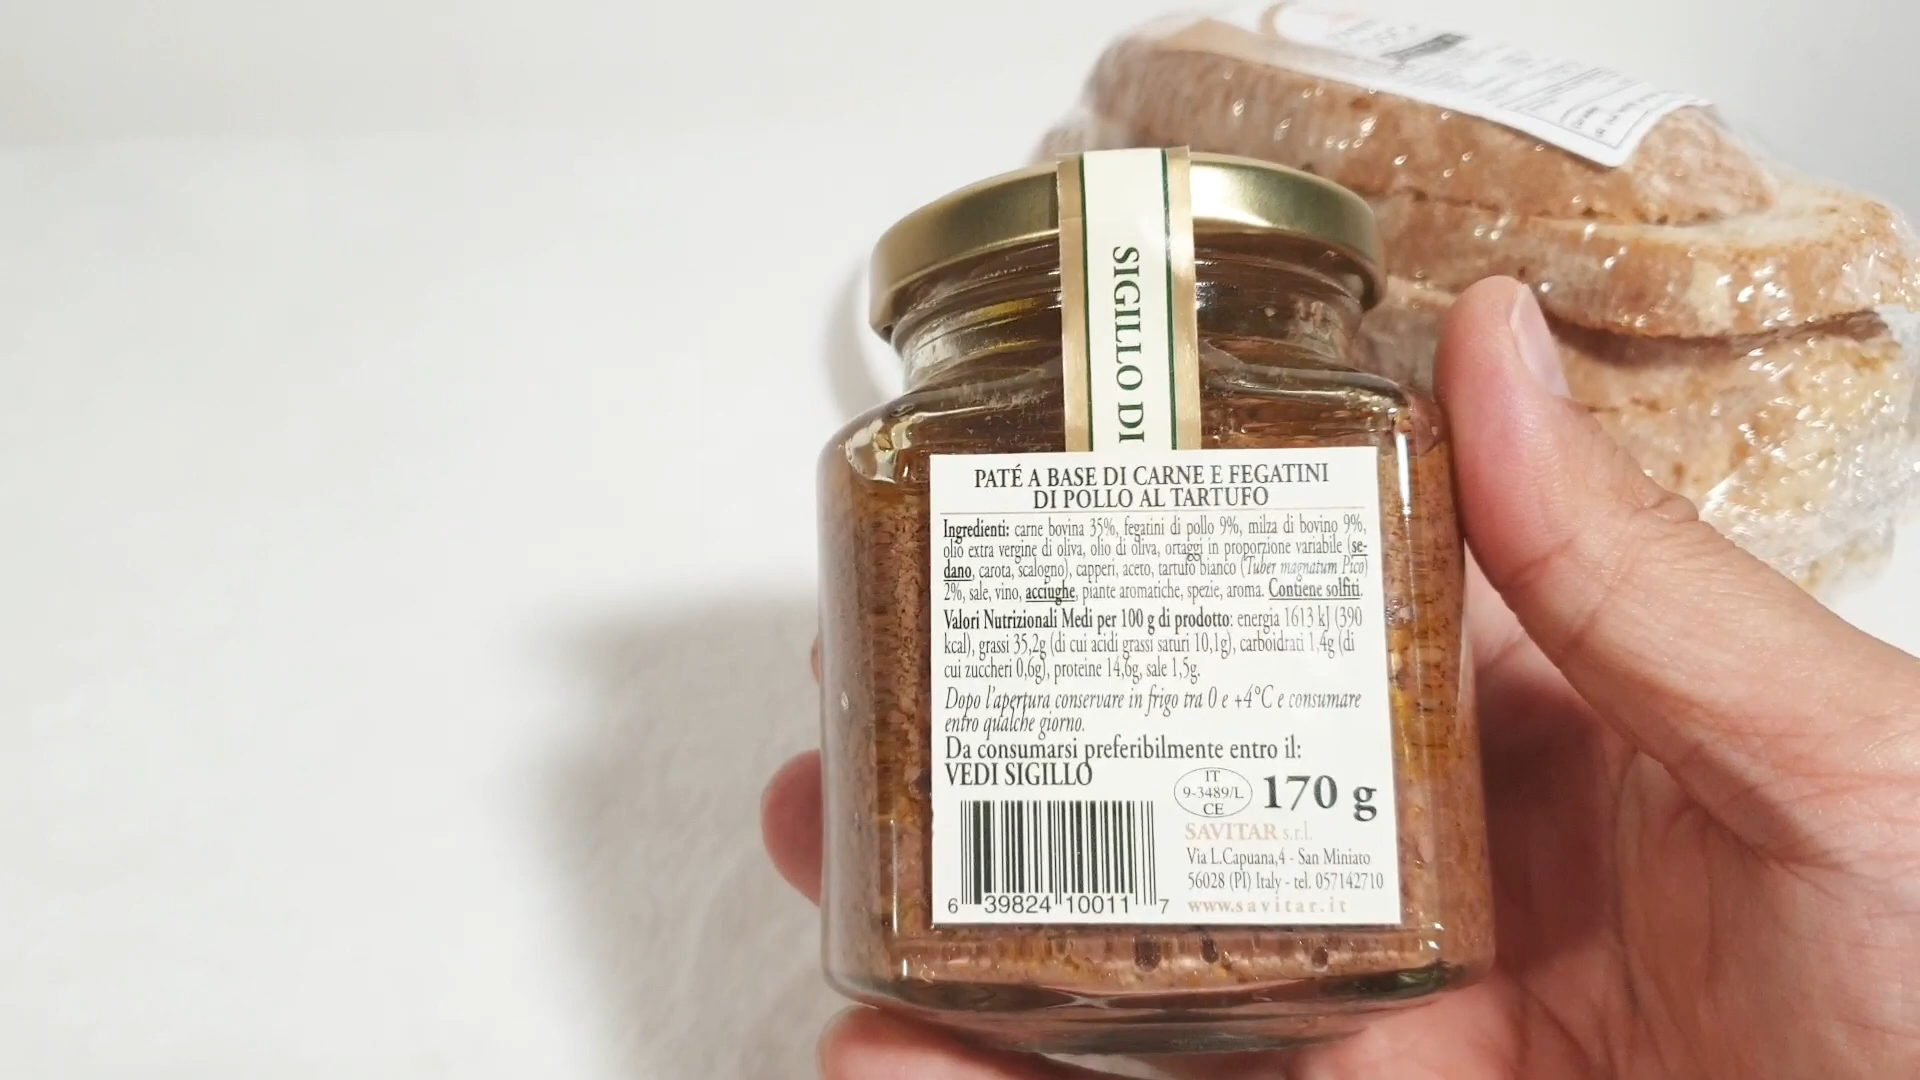 SIGILLO DI
PATÉ A BASE DI CARNE E FEGATINI
DI POLLO AL TARTUFO
Ingredienti: carne bovina 35%, fegatini di pollo 9%, milza di bovino 9%,
olio extra vergine di oliva, olio di oliva, ortaggi in proporzione variabile (se-
dano, carota, scalogno), capperi, aceto, tartufo bianco (Tuber magnatum Pico)
2%, sale, vino, acciughe, piante aromatiche, spezie, aroma. Contiene solfiti.
Valori Nutrizionali Medi per 100 g di prodotto: energia 1613 kJ (390
kcal), grassi 35,2g (di cui acidi grassi saturi 10,1g), carboidrati 1,4g (di
cui zuccheri 0,6g), proteine 14,6g, sale 1,5g.
Dopo l'apertura conservare in frigo tra 0 e +4°C e consumare
entro qualche giorno.
Da consumarsi preferibilmente entro il:
VEDI SIGILLO
IT
9-3489/L
CE
170 g
SAVITAR s.r.l.
Via L.Capuana,4 - San Miniato
56028 (PI) Italy - tel. 057142710
www.savitar.it
6 39824 10011 7